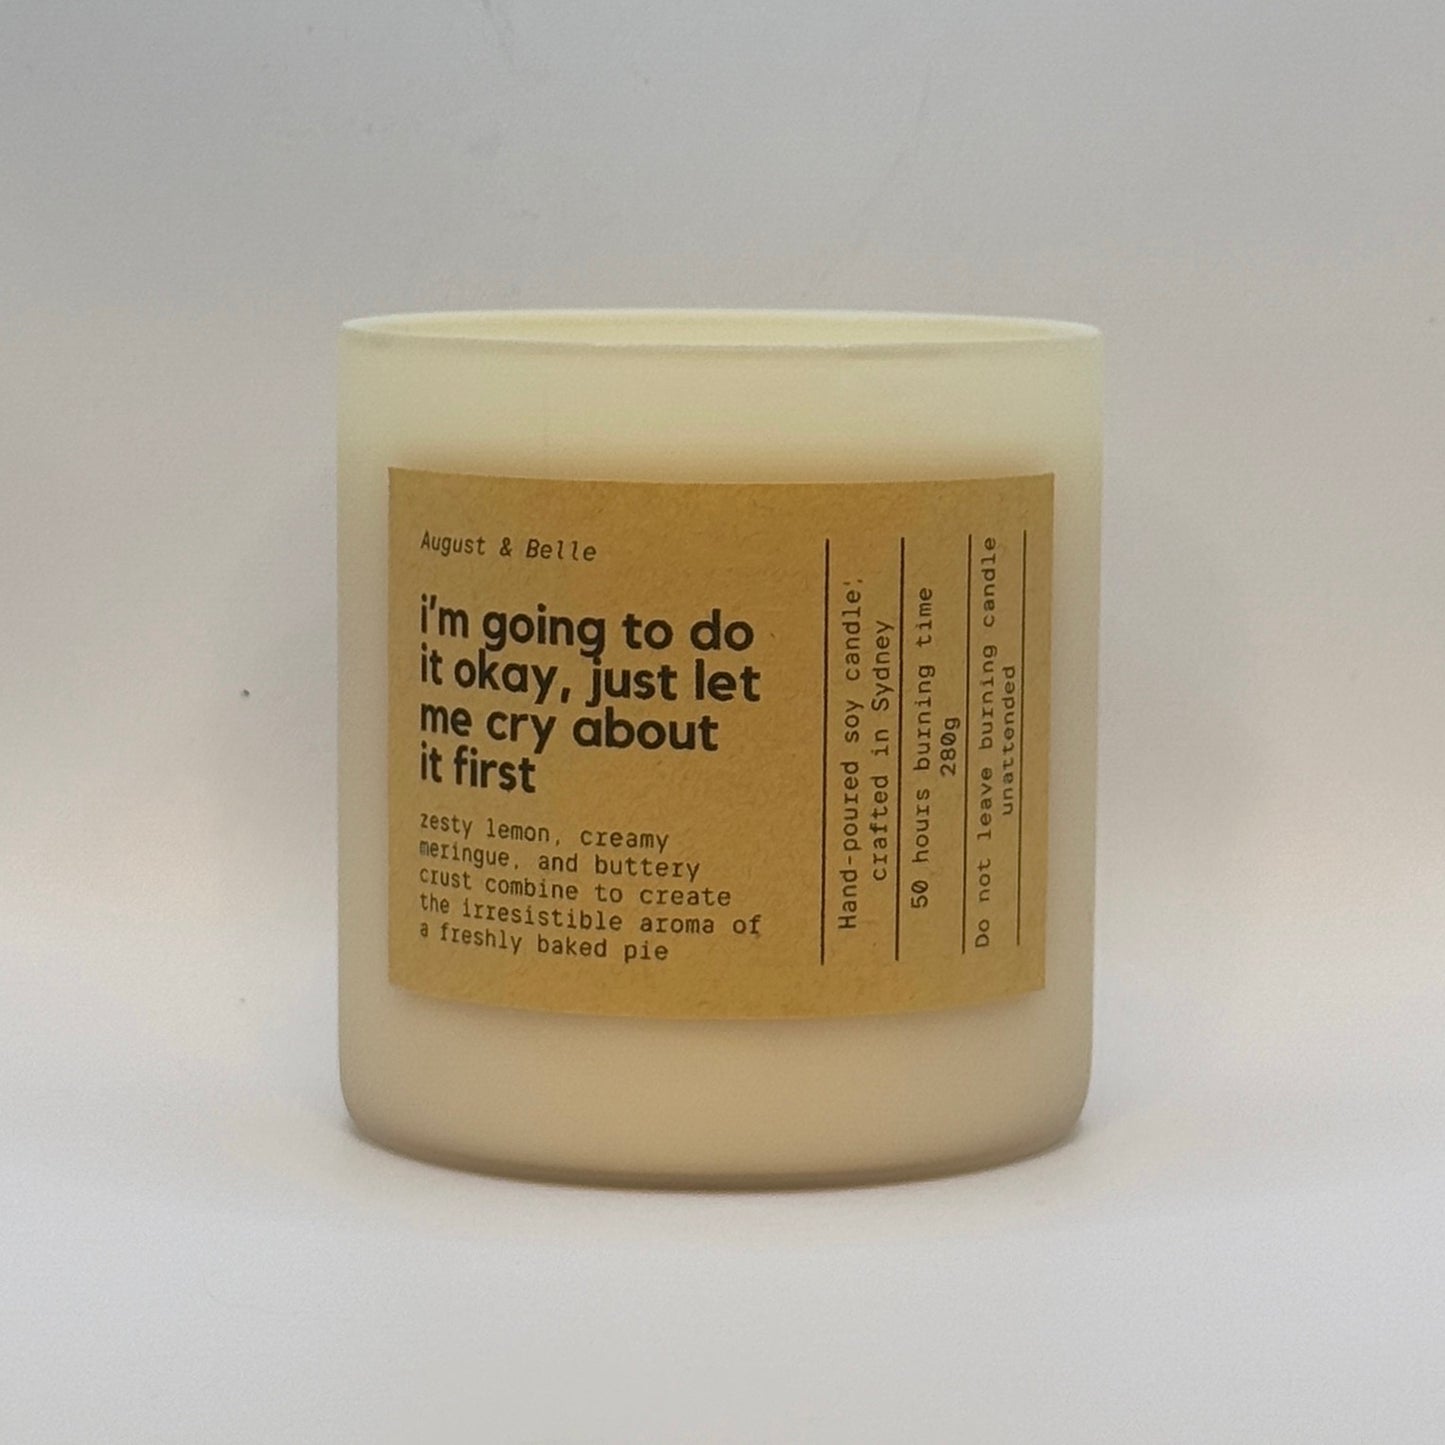 August & Belle
i'm going to do
it okay, just let
me cry about
it first
zesty lemon, creamy
meringue, and buttery
crust combine to create
the irresistible aroma of
a freshly baked pie
Hand-poured soy candle;
crafted in Sydney
50 hours burning time
280g
Do not leave burning candle
unattended